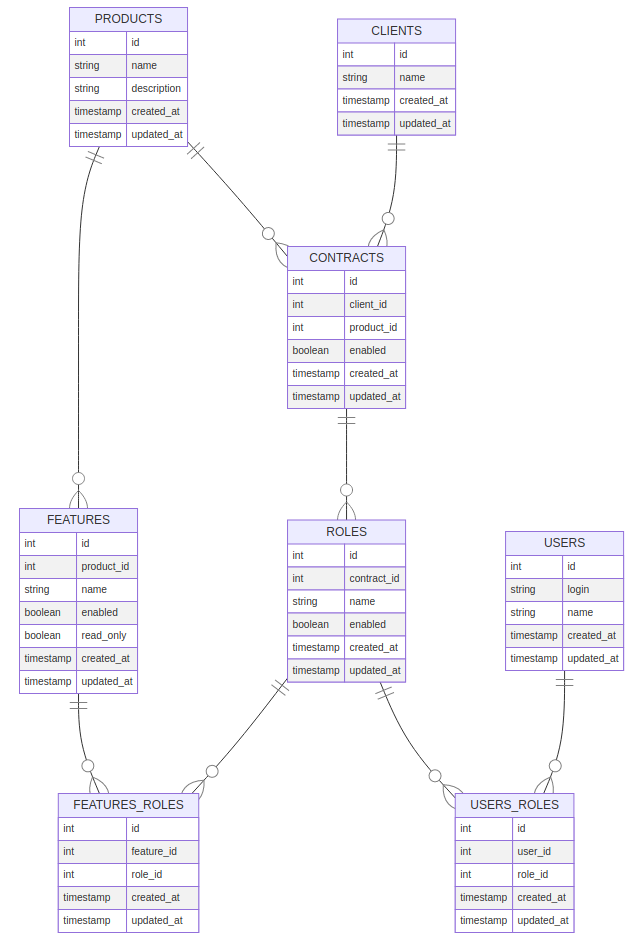 PRODUCTS
int id
string name
string description
timestamp created_at
timestamp updated_at
CLIENTS
int id
string name
timestamp created_at
timestamp updated_at
CONTRACTS
int id
int client_id
int product_id
boolean enabled
timestamp created_at
timestamp updated_at
FEATURES
int id
int product_id
string name
boolean enabled
boolean read_only
timestamp created_at
timestamp updated_at
ROLES
int id
int contract_id
string name
boolean enabled
timestamp created_at
timestamp updated_at
USERS
int id
string login
string name
timestamp created_at
timestamp updated_at
FEATURES_ROLES
int id
int feature_id
int role_id
timestamp created_at
timestamp updated_at
USERS_ROLES
int id
int user_id
int role_id
timestamp created_at
timestamp updated_at